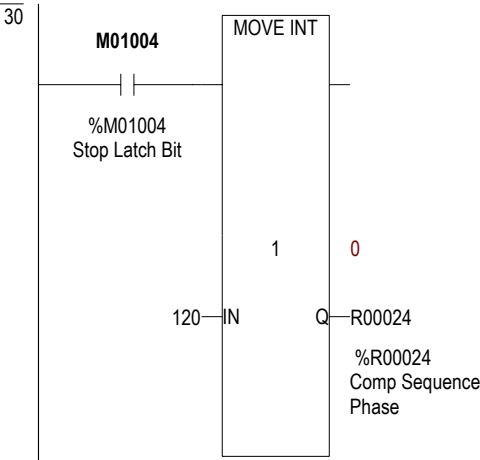 30
M01004
MOVE INT
%M01004
Stop Latch Bit
1 0
120 IN Q R00024
%R00024
Comp Sequence
Phase